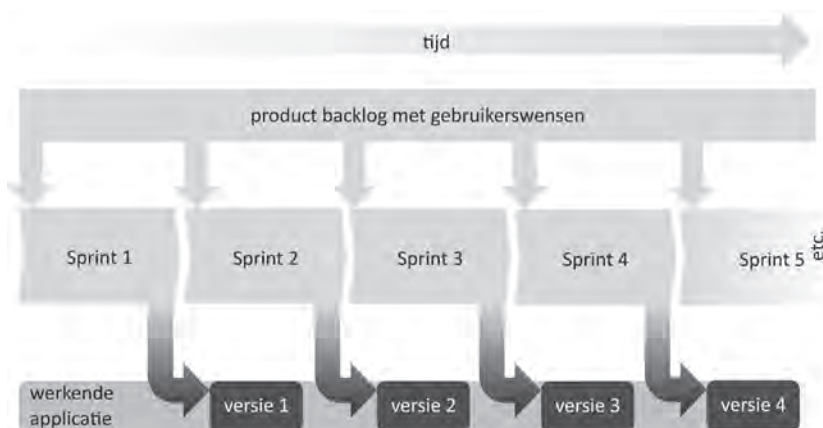 tijd
product backlog met gebruikerswensen
Sprint 1
Sprint 2
Sprint 3
Sprint 4
Sprint 5
etc.
werkende
applicatie
versie 1
versie 2
versie 3
versie 4